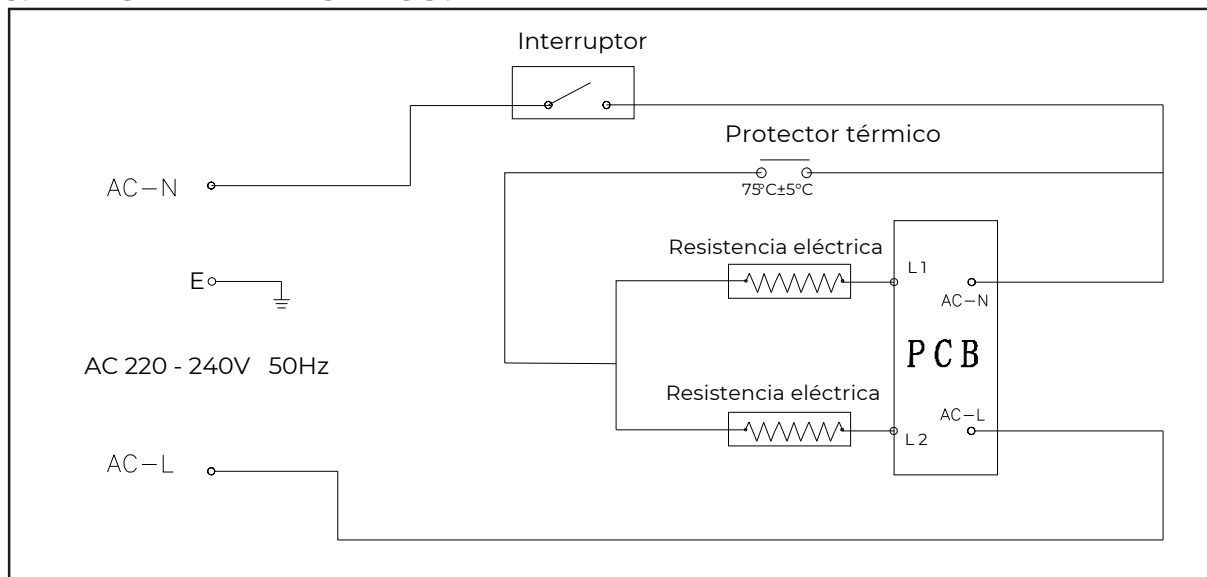 Interruptor
Protector térmico
75°C±5°C
AC-N
Resistencia eléctrica
L1
E
AC-N
PCB
AC 220 - 240V 50Hz
Resistencia eléctrica
AC-L
L2
AC-L